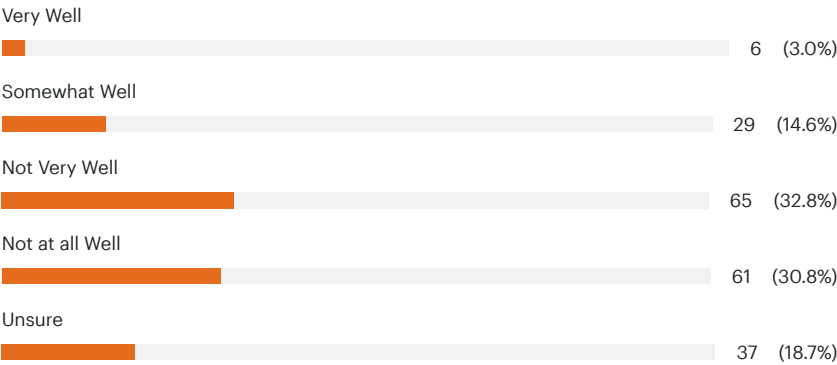 Very Well
6 (3.0%)
Somewhat Well
29 (14.6%)
Not Very Well
65 (32.8%)
Not at all Well
61 (30.8%)
Unsure
37 (18.7%)